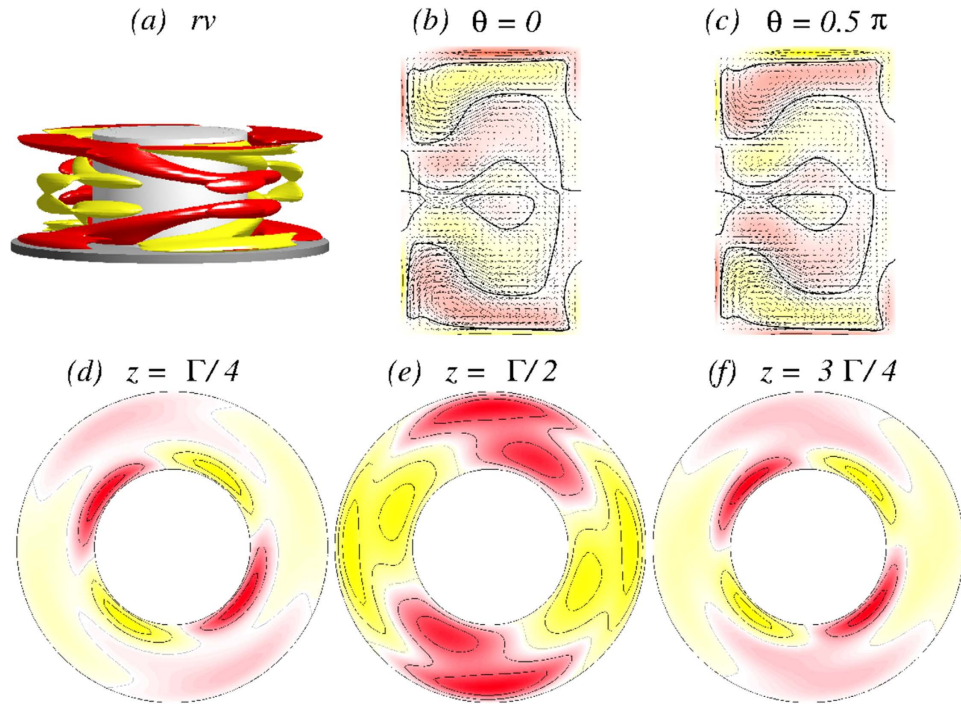 (a) rv (b) θ = 0 (c) θ = 0.5 π
(d) z = Γ/4 (e) z = Γ/2 (f) z = 3 Γ/4